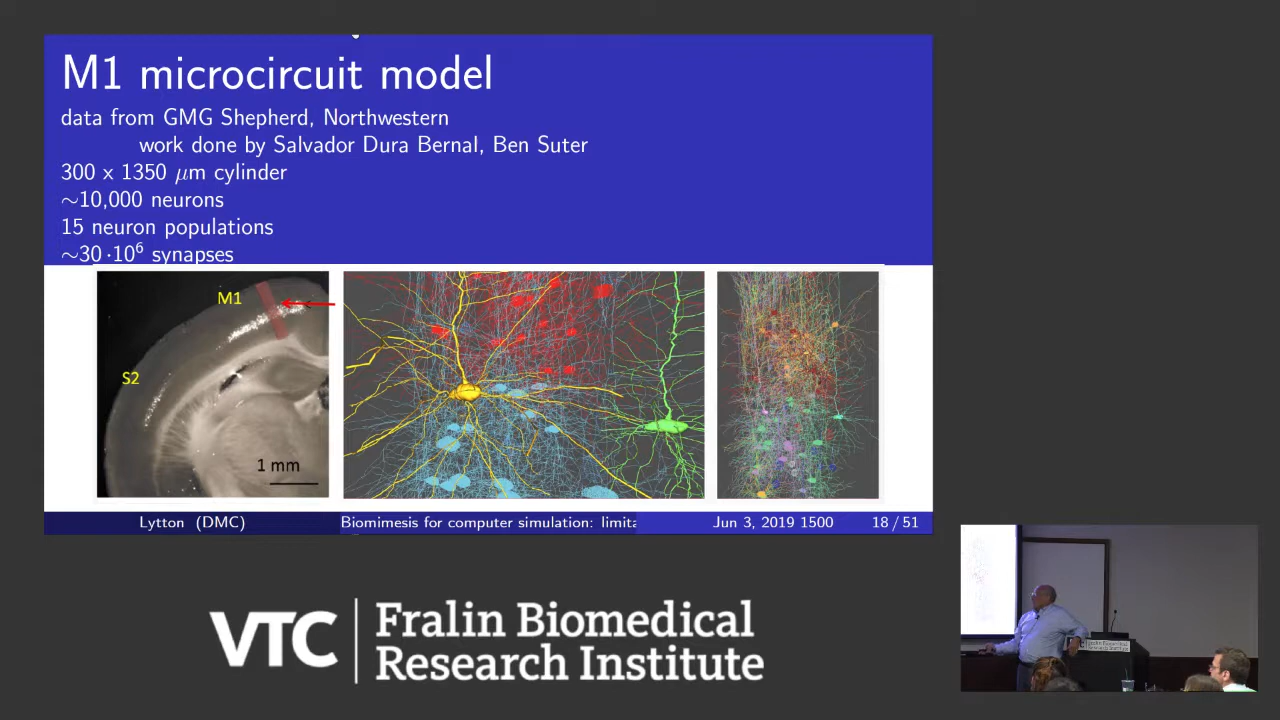 M1 microcircuit model
data from GMG Shepherd, Northwestern
work done by Salvador Dura Bernal, Ben Suter
300 x 1350 μm cylinder
~10,000 neurons
15 neuron populations
~30·10⁶ synapses
M1
S2
1 mm
Lytton (DMC)
Biomimesis for computer simulation: limita
Jun 3, 2019 1500
18 / 51
VTC
Fralin Biomedical
Research Institute